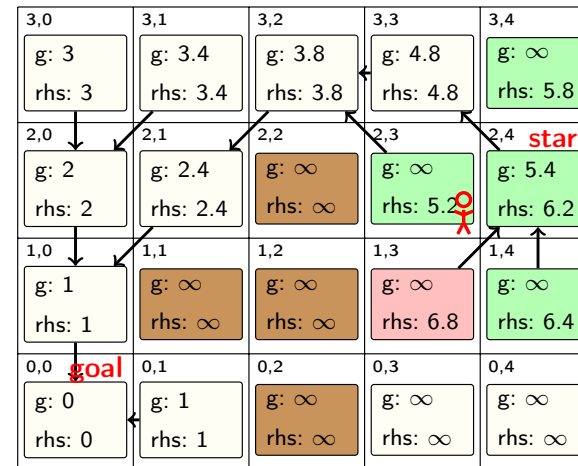 3,0 3,1 3,2 3,3 3,4
g: 3 g: 3.4 g: 3.8 g: 4.8 g: ∞
rhs: 3 rhs: 3.4 rhs: 3.8 rhs: 4.8 rhs: 5.8
2,0 2,1 2,2 2,3 2,4 star
g: 2 g: 2.4 g: ∞ g: ∞ g: 5.4
rhs: 2 rhs: 2.4 rhs: ∞ rhs: 5.2 rhs: 6.2
1,0 1,1 1,2 1,3 1,4
g: 1 g: ∞ g: ∞ g: ∞ g: ∞
rhs: 1 rhs: ∞ rhs: ∞ rhs: 6.8 rhs: 6.4
0,0 goal 0,1 0,2 0,3 0,4
g: 0 g: 1 g: ∞ g: ∞ g: ∞
rhs: 0 rhs: 1 rhs: ∞ rhs: ∞ rhs: ∞